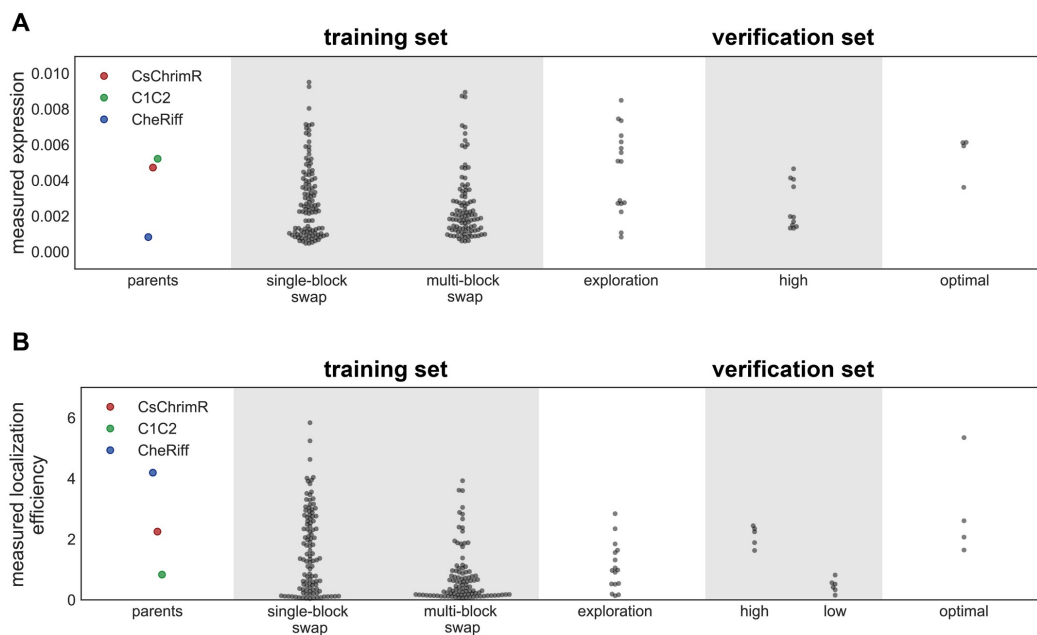 A
training set
verification set
measured expression
0.010
0.008
0.006
0.004
0.002
0.000
CsChrimR
C1C2
CheRiff
parents
single-block
swap
multi-block
swap
exploration
high
optimal
B
training set
verification set
measured localization
efficiency
6
4
2
0
CsChrimR
C1C2
CheRiff
parents
single-block
swap
multi-block
swap
exploration
high
low
optimal